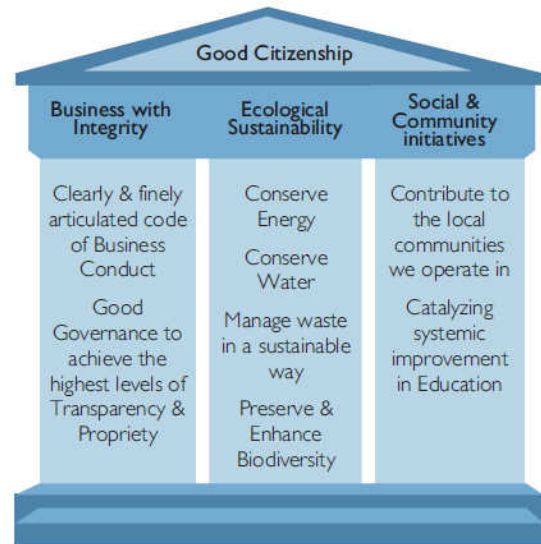 Good Citizenship
Business with
Integrity
Clearly & finely
articulated code
of Business
Conduct
Good
Governance to
achieve the
highest levels of
Transparency &
Propriety
Ecological
Sustainability
Conserve
Energy
Conserve
Water
Manage waste
in a sustainable
way
Preserve &
Enhance
Biodiversity
Social &
Community
initiatives
Contribute to
the local
communities
we operate in
Catalyzing
systemic
improvement
in Education